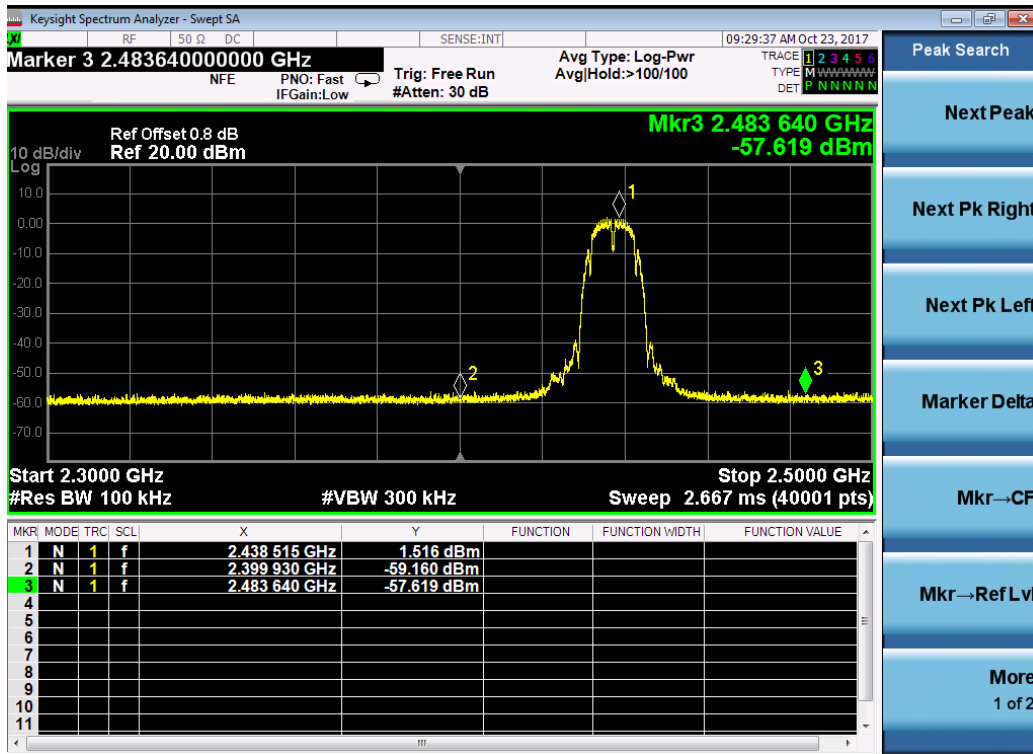 Keysight Spectrum Analyzer - Swept SA
RF 50 Ω DC SENSE:INT 09:29:37 AM Oct 23, 2017
Marker 3 2.483640000000 GHz
NFE PNO: Fast IFGain:Low
Trig: Free Run
#Atten: 30 dB
Avg Type: Log-Pwr
Avg|Hold:>100/100
TRACE 1 2 3 4 5 6
TYPE M
DET P N N N N N
Peak Search
Next Peak
Next Pk Right
Next Pk Left
Marker Delta
Mkr→CF
Mkr→Ref Lvl
More
1 of 2
Mkr3 2.483 640 GHz
-57.619 dBm
Ref Offset 0.8 dB
10 dB/div Ref 20.00 dBm
Log
10.0
0.00
-10.0
-20.0
-30.0
-40.0
-50.0
-60.0
-70.0
1
2
3
Start 2.3000 GHz Stop 2.5000 GHz
#Res BW 100 kHz #VBW 300 kHz Sweep 2.667 ms (40001 pts)
MKR MODE TRC SCL X Y FUNCTION FUNCTION WIDTH FUNCTION VALUE
1 N 1 f 2.438 515 GHz 1.516 dBm
2 N 1 f 2.399 930 GHz -59.160 dBm
3 N 1 f 2.483 640 GHz -57.619 dBm
4
5
6
7
8
9
10
11